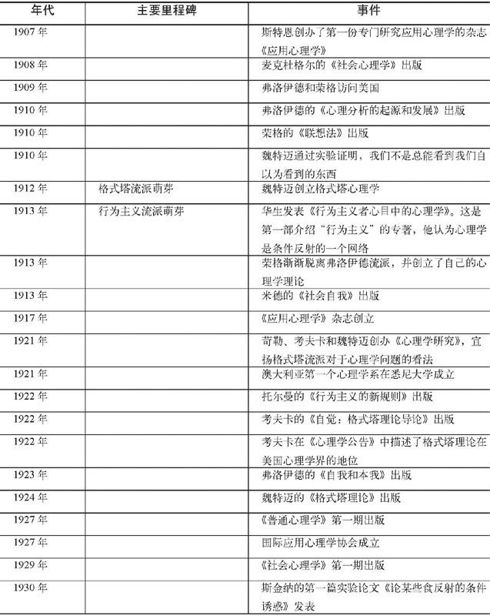 年代 主要里程碑 事件
1907 年 斯特恩创办了第一份专门研究应用心理学的杂志
《应用心理学》
1908 年 麦克杜格尔的《社会心理学》出版
1909 年 弗洛伊德和荣格访问美国
1910 年 弗洛伊德的《心理分析的起源和发展》出版
1910 年 荣格的《联想法》出版
1910 年 魏特迈通过实验证明，我们不是总能看到我们自
以为看到的东西
1912 年 格式塔流派萌芽 魏特迈创立格式塔心理学
1913 年 行为主义流派萌芽 华生发表《行为主义者心目中的心理学》。这是
第一部介绍“行为主义”的专著，他认为心理学
是条件反射的一个网络
1913 年 荣格渐渐脱离弗洛伊德流派，并创立了自己的心
理学理论
1913 年 米德的《社会自我》出版
1917 年 《应用心理学》杂志创立
1921 年 苛勒、考夫卡和魏特迈创办《心理学研究》，宣
扬格式塔流派对于心理学问题的看法
1921 年 澳大利亚第一个心理学系在悉尼大学成立
1922 年 托尔曼的《行为主义的新规则》出版
1922 年 考夫卡的《自觉：格式塔理论导论》出版
1922 年 考夫卡在《心理学公告》中描述了格式塔理论在
美国心理学界的地位
1923 年 弗洛伊德的《自我和本我》出版
1924 年 魏特迈的《格式塔理论》出版
1927 年 《普通心理学》第一期出版
1927 年 国际应用心理学协会成立
1929 年 《社会心理学》第一期出版
1930 年 斯金纳的第一篇实验论文《论某些食反射的条件
诱惑》发表